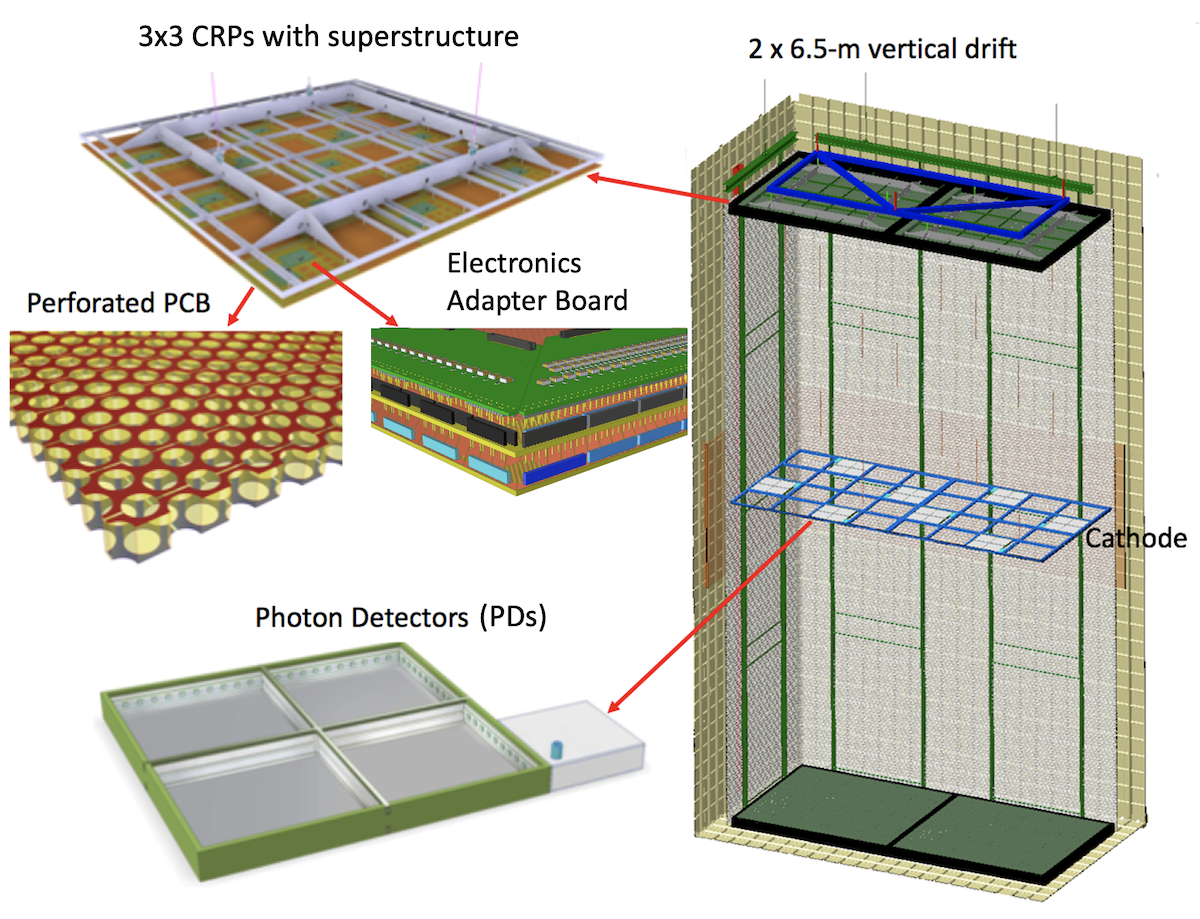 3x3 CRPs with superstructure
2 x 6.5-m vertical drift
Electronics
Adapter Board
Perforated PCB
Cathode
Photon Detectors (PDs)